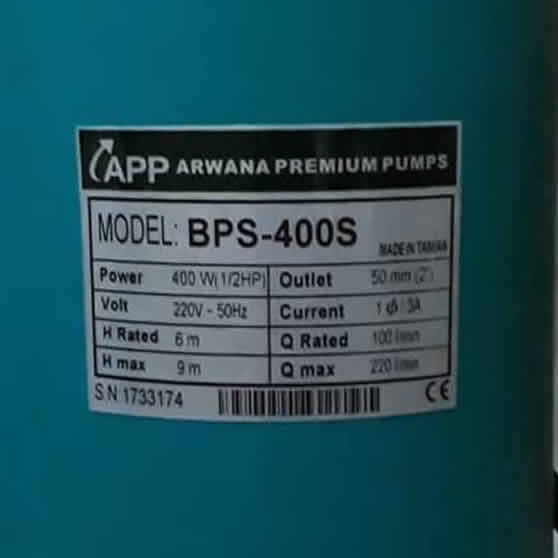 APP ARWANA PREMIUM PUMPS
MODEL: BPS-400S MADE IN TAIWAN
Power 400 W(1/2HP) Outlet 50 mm (2")
Volt 220V - 50Hz Current 1 ϕ / 3A
H Rated 6 m Q Rated 100 l/min
H max 9 m Q max 220 l/min
S N 1733174 CE